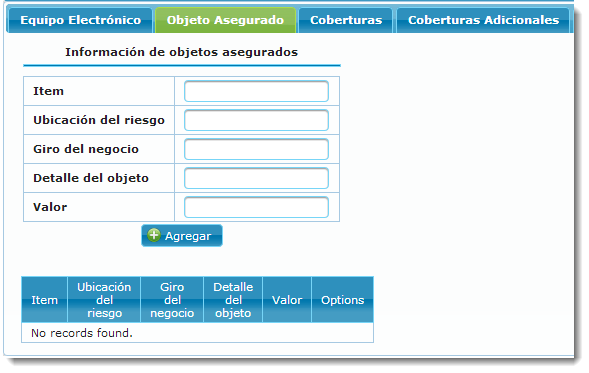 Equipo Electrónico Objeto Asegurado Coberturas Coberturas Adicionales
Información de objetos asegurados
Item
Ubicación del riesgo
Giro del negocio
Detalle del objeto
Valor
Agregar
Item Ubicación del riesgo Giro del negocio Detalle del objeto Valor Options
No records found.